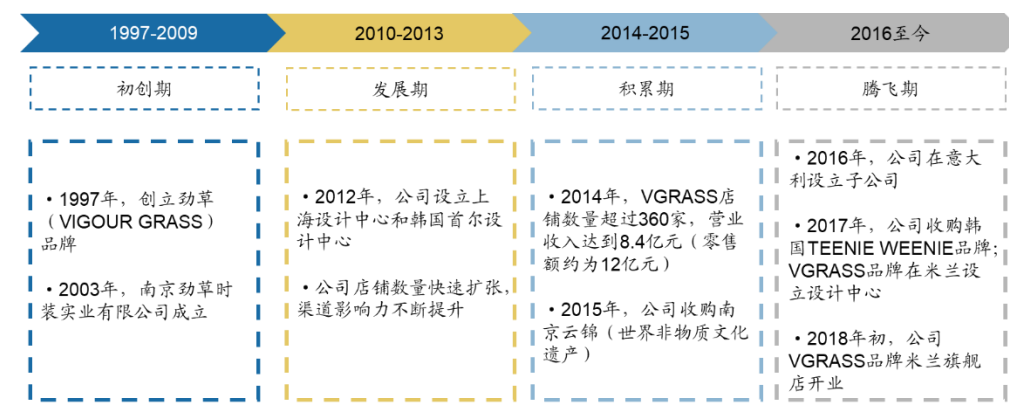 1997-2009
2010-2013
2014-2015
2016至今
初创期
发展期
积累期
腾飞期
•1997年，创立劲草
（VIGOUR GRASS）
品牌
•2003年，南京劲草时
装实业有限公司成立
•2012年，公司设立上
海设计中心和韩国首尔设
计中心
•公司店铺数量快速扩张，
渠道影响力不断提升
•2014年，VGRASS店
铺数量超过360家，营业
收入达到8.4亿元（零售
额约为12亿元）
•2015年，公司收购南
京云锦（世界非物质文化
遗产）
•2016年，公司在意大
利设立子公司
•2017年，公司收购韩
国TEENIE WEENIE品牌；
VGRASS品牌在米兰设
立设计中心
•2018年初，公司
VGRASS品牌米兰旗舰
店开业